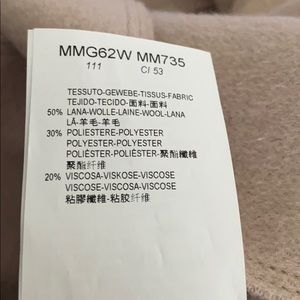 MMG62W MM735
111 C/ 53
TESSUTO-GEWEBE-TISSUS-FABRIC
TEJIDO-TECIDO-面料-面料
50% LANA-WOLLE-LAINE-WOOL-LANA
LÃ-羊毛-羊毛
30% POLIESTERE-POLYESTER
POLYESTER-POLYESTER
POLIÉSTER-POLIÉSTER-聚酯纖維
聚酯纤维
20% VISCOSA-VISKOSE-VISCOSE
VISCOSE-VISCOSA-VISCOSE
粘膠纖維-粘胶纤维